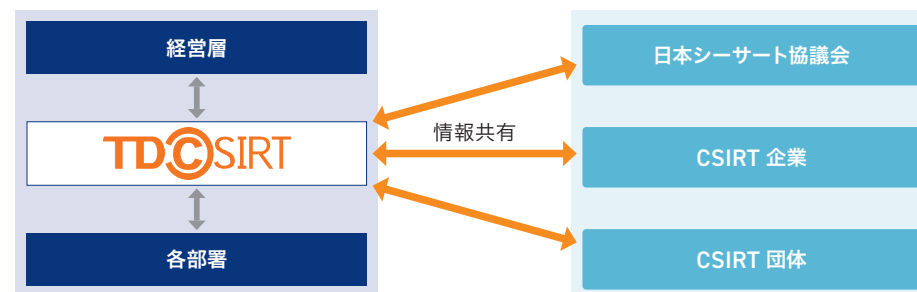 経営層
TDCSIRT
各部署
情報共有
日本シーサート協議会
CSIRT 企業
CSIRT 団体